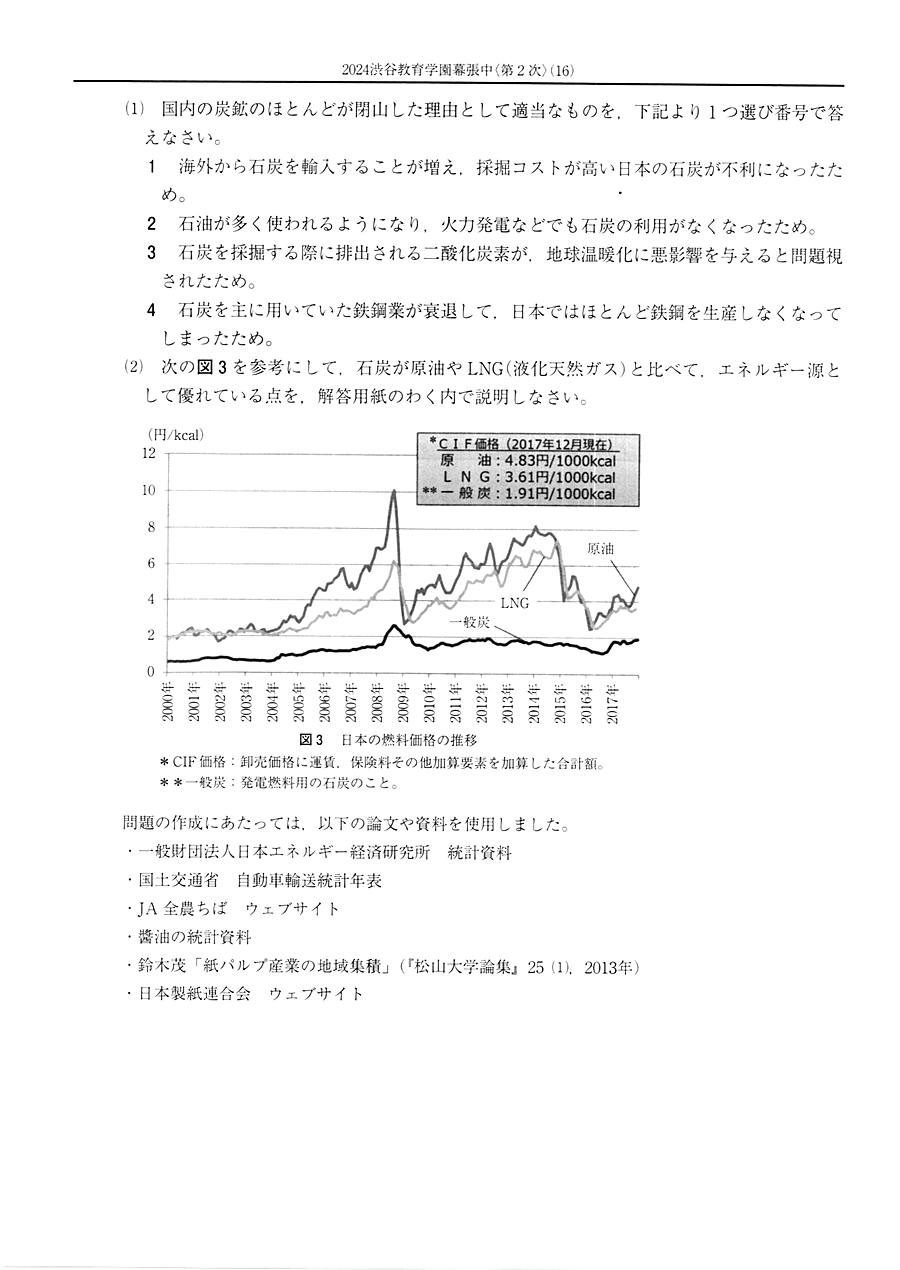 2024渋谷教育学園幕張中〈第2次〉(16)
(1) 国内の炭鉱のほとんどが閉山した理由として適当なものを，下記より1つ選び番号で答
えなさい。
1 海外から石炭を輸入することが増え，採掘コストが高い日本の石炭が不利になったた
め。
2 石油が多く使われるようになり，火力発電などでも石炭の利用がなくなったため。
3 石炭を採掘する際に排出される二酸化炭素が，地球温暖化に悪影響を与えると問題視
されたため。
4 石炭を主に用いていた鉄鋼業が衰退して，日本ではほとんど鉄鋼を生産しなくなって
しまったため。
(2) 次の図3を参考にして，石炭が原油やLNG(液化天然ガス)と比べて，エネルギー源と
して優れている点を，解答用紙のわく内で説明しなさい。
(円/kcal)
12
10
8
6
4
2
0
*CIF価格（2017年12月現在）
原油：4.83円/1000kcal
LNG：3.61円/1000kcal
**一般炭：1.91円/1000kcal
原油
LNG
一般炭
2000年 2001年 2002年 2003年 2004年 2005年 2006年 2007年 2008年 2009年 2010年 2011年 2012年 2013年 2014年 2015年 2016年 2017年
図3 日本の燃料価格の推移
＊CIF価格：卸売価格に運賃，保険料その他加算要素を加算した合計額。
＊＊一般炭：発電燃料用の石炭のこと。
問題の作成にあたっては，以下の論文や資料を使用しました。
・一般財団法人日本エネルギー経済研究所 統計資料
・国土交通省 自動車輸送統計年表
・JA全農ちば ウェブサイト
・醬油の統計資料
・鈴木茂「紙パルプ産業の地域集積」(『松山大学論集』25(1)，2013年)
・日本製紙連合会 ウェブサイト